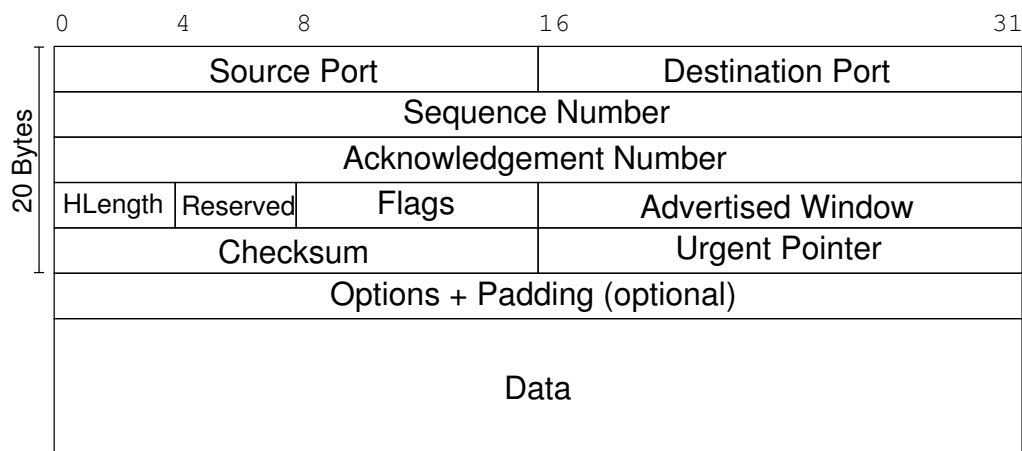 0 4 8 16 31
Source Port Destination Port
Sequence Number
Acknowledgement Number
HLength Reserved Flags Advertised Window
Checksum Urgent Pointer
Options + Padding (optional)
Data
20 Bytes